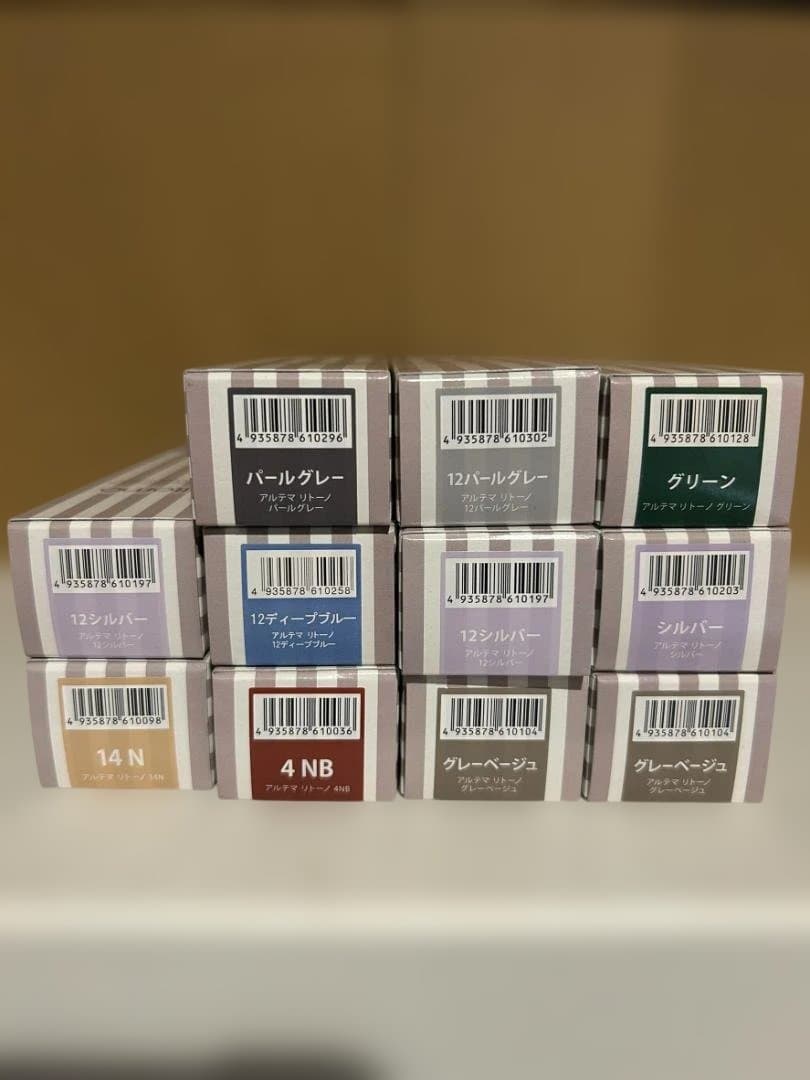 4 935878 610296
パールグレー
アルテマ リトーノ
パールグレー
4 935878 610302
12パールグレー
アルテマ リトーノ
12パールグレー
4 935878 610128
グリーン
アルテマ リトーノ グリーン
4 935878 610197
12シルバー
アルテマ リトーノ
12シルバー
4 935878 610258
12ディープブルー
アルテマ リトーノ
12ディープブルー
4 935878 610197
12シルバー
アルテマ リトーノ
12シルバー
4 935878 610203
シルバー
アルテマ リトーノ
シルバー
4 935878 610098
14 N
アルテマ リトーノ 14N
4 935878 610036
4 NB
アルテマ リトーノ 4NB
4 935878 610104
グレーベージュ
アルテマ リトーノ
グレーベージュ
4 935878 610104
グレーベージュ
アルテマ リトーノ
グレーベージュ